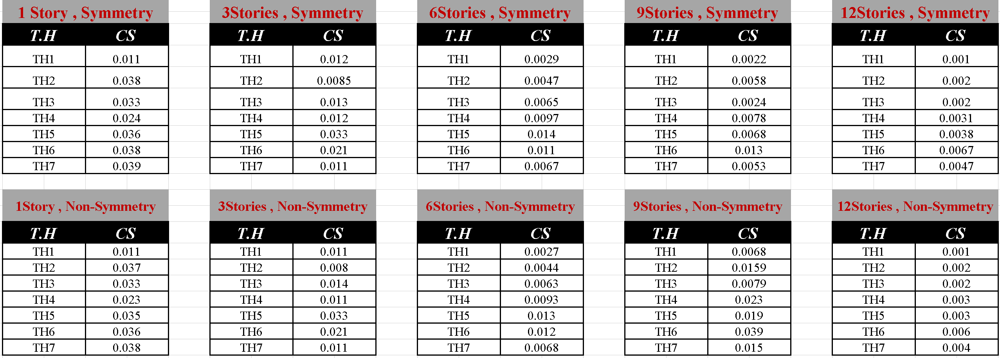 1 Story , Symmetry 3Stories , Symmetry 6Stories , Symmetry 9Stories , Symmetry 12Stories , Symmetry
T.H CS T.H CS T.H CS T.H CS T.H CS
TH1 0.011 TH1 0.012 TH1 0.0029 TH1 0.0022 TH1 0.001
TH2 0.038 TH2 0.0085 TH2 0.0047 TH2 0.0058 TH2 0.002
TH3 0.033 TH3 0.013 TH3 0.0065 TH3 0.0024 TH3 0.002
TH4 0.024 TH4 0.012 TH4 0.0097 TH4 0.0078 TH4 0.0031
TH5 0.036 TH5 0.033 TH5 0.014 TH5 0.0068 TH5 0.0038
TH6 0.038 TH6 0.021 TH6 0.011 TH6 0.013 TH6 0.0067
TH7 0.039 TH7 0.011 TH7 0.0067 TH7 0.0053 TH7 0.0047
1Story , Non-Symmetry 3Stories , Non-Symmetry 6Stories , Non-Symmetry 9Stories , Non-Symmetry 12Stories , Non-Symmetry
T.H CS T.H CS T.H CS T.H CS T.H CS
TH1 0.011 TH1 0.011 TH1 0.0027 TH1 0.0068 TH1 0.001
TH2 0.037 TH2 0.008 TH2 0.0044 TH2 0.0159 TH2 0.002
TH3 0.033 TH3 0.014 TH3 0.0063 TH3 0.0079 TH3 0.002
TH4 0.023 TH4 0.011 TH4 0.0093 TH4 0.023 TH4 0.003
TH5 0.035 TH5 0.033 TH5 0.013 TH5 0.019 TH5 0.003
TH6 0.036 TH6 0.021 TH6 0.012 TH6 0.039 TH6 0.006
TH7 0.038 TH7 0.011 TH7 0.0068 TH7 0.015 TH7 0.004